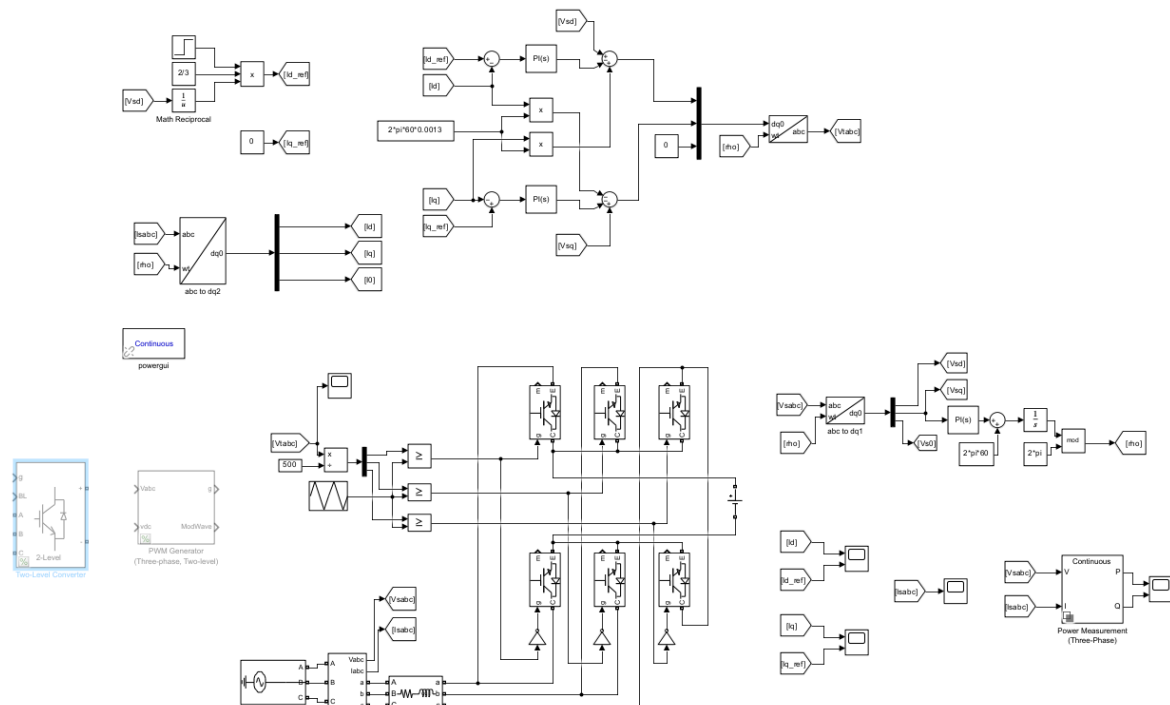 [Vsd]
2/3
[Vsd]
1
u
x
[Id_ref]
Math Reciprocal
0
[Iq_ref]
[Vsd]
[Id_ref]
[Id]
PI(s)
x
2*pi*60*0.0013
x
[Iq]
[Iq_ref]
PI(s)
[Vsq]
0
dq0
wt
abc
[rho]
[Vtabc]
[Isabc]
[rho]
abc
wt
dq0
abc to dq2
[Id]
[Iq]
[I0]
Continuous
powergui
[Vtabc]
500
x
÷
≥
≥
≥
m
E
g
C
m
E
g
C
m
E
g
C
m
E
g
C
m
E
g
C
m
E
g
C
[Vsabc]
[rho]
abc
wt
dq0
abc to dq1
[Vsd]
[Vsq]
[Vs0]
PI(s)
2*pi*60
1
s
2*pi
mod
[rho]
g
BL
A
B
C
+
-
2-Level
Two-Level Converter
Vabc
vdc
g
ModWave
PWM Generator
(Three-phase, Two-level)
[Vsabc]
[Isabc]
A
B
C
A
B
C
Vabc
Iabc
a
b
A
B
a
b
[Id]
[Id_ref]
[Iq]
[Iq_ref]
[Isabc]
[Vsabc]
[Isabc]
Continuous
V
I
P
Q
Power Measurement
(Three-Phase)